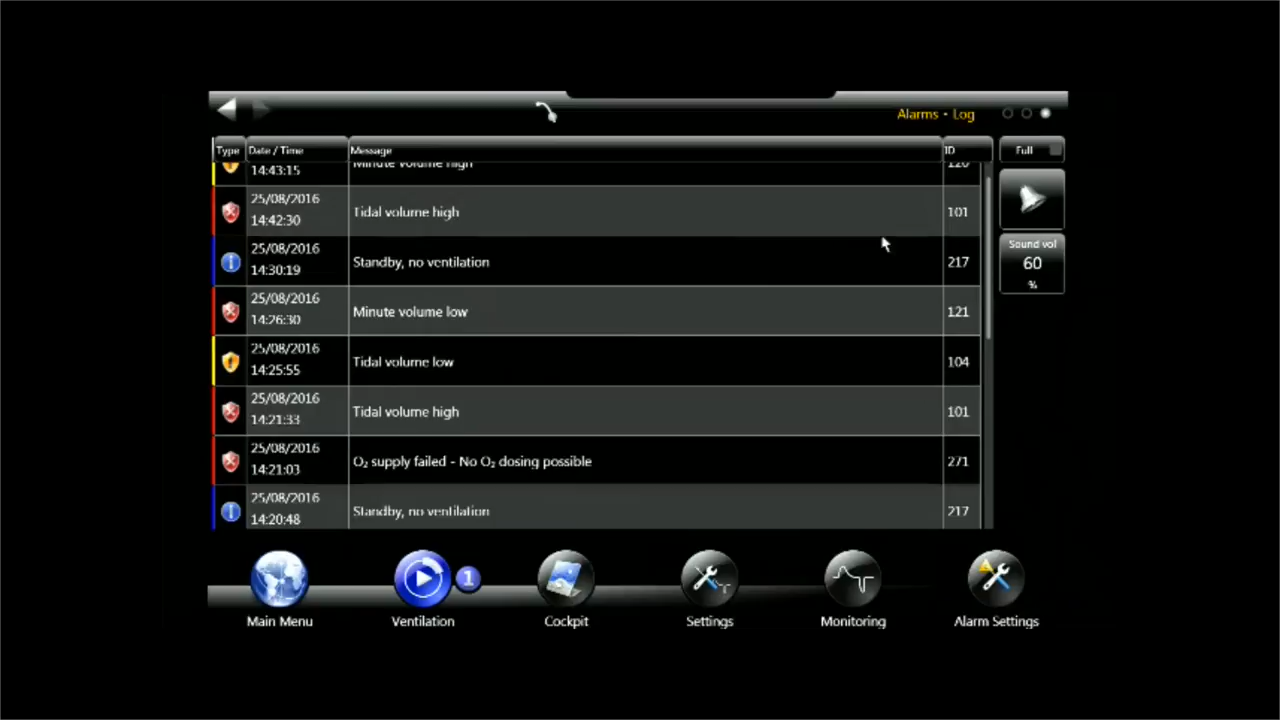 Alarms • Log
Type Date / Time Message ID Full
Minute volume high 120
14:43:15
25/08/2016
14:42:30 Tidal volume high 101
25/08/2016
14:30:19 Standby, no ventilation 217
25/08/2016
14:26:30 Minute volume low 121
25/08/2016
14:25:55 Tidal volume low 104
25/08/2016
14:21:33 Tidal volume high 101
25/08/2016
14:21:03 O₂ supply failed - No O₂ dosing possible 271
25/08/2016
14:20:48 Standby, no ventilation 217
Sound vol
60
%
1
Main Menu Ventilation Cockpit Settings Monitoring Alarm Settings